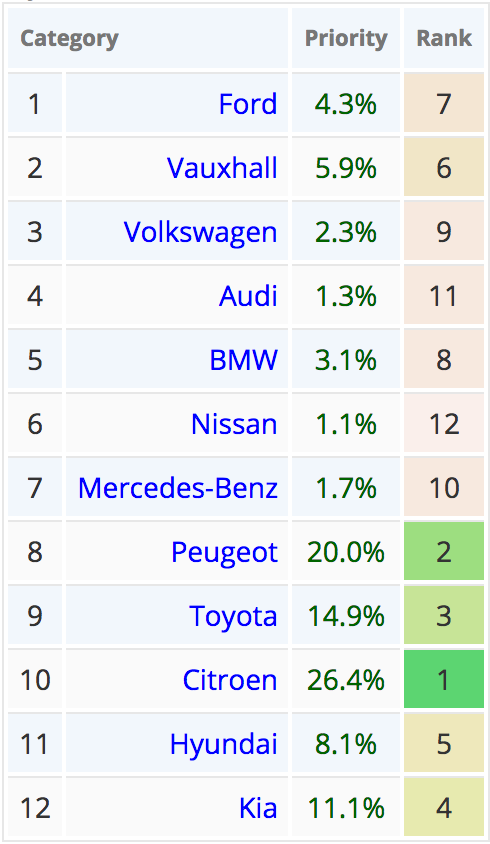 Category Priority Rank
1 Ford 4.3% 7
2 Vauxhall 5.9% 6
3 Volkswagen 2.3% 9
4 Audi 1.3% 11
5 BMW 3.1% 8
6 Nissan 1.1% 12
7 Mercedes-Benz 1.7% 10
8 Peugeot 20.0% 2
9 Toyota 14.9% 3
10 Citroen 26.4% 1
11 Hyundai 8.1% 5
12 Kia 11.1% 4